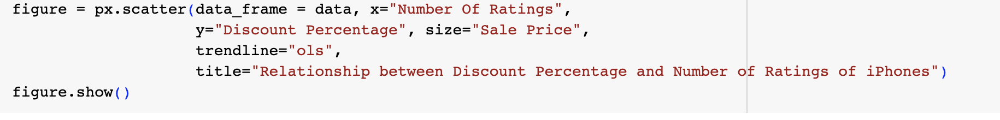 figure = px.scatter(data_frame = data, x="Number Of Ratings",
                    y="Discount Percentage", size="Sale Price",
                    trendline="ols",
                    title="Relationship between Discount Percentage and Number of Ratings of iPhones")
figure.show()